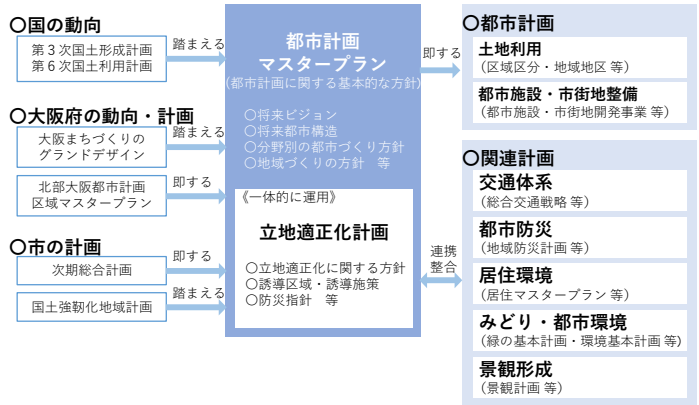 〇国の動向
第３次国土形成計画
第６次国土利用計画
踏まえる
〇大阪府の動向・計画
大阪まちづくりの
グランドデザイン
踏まえる
北部大阪都市計画
区域マスタープラン
即する
〇市の計画
次期総合計画
即する
国土強靱化地域計画
踏まえる
都市計画
マスタープラン
(都市計画に関する基本的な方針)
〇将来ビジョン
〇将来都市構造
〇分野別の都市づくり方針
〇地域づくりの方針　等
《一体的に運用》
立地適正化計画
〇立地適正化に関する方針
〇誘導区域・誘導施策
〇防災指針　等
即する
連携
整合
〇都市計画
土地利用
（区域区分・地域地区 等）
都市施設・市街地整備
（都市施設・市街地開発事業 等）
〇関連計画
交通体系
（総合交通戦略 等）
都市防災
（地域防災計画 等）
居住環境
（居住マスタープラン 等）
みどり・都市環境
（緑の基本計画・環境基本計画 等）
景観形成
（景観計画 等）